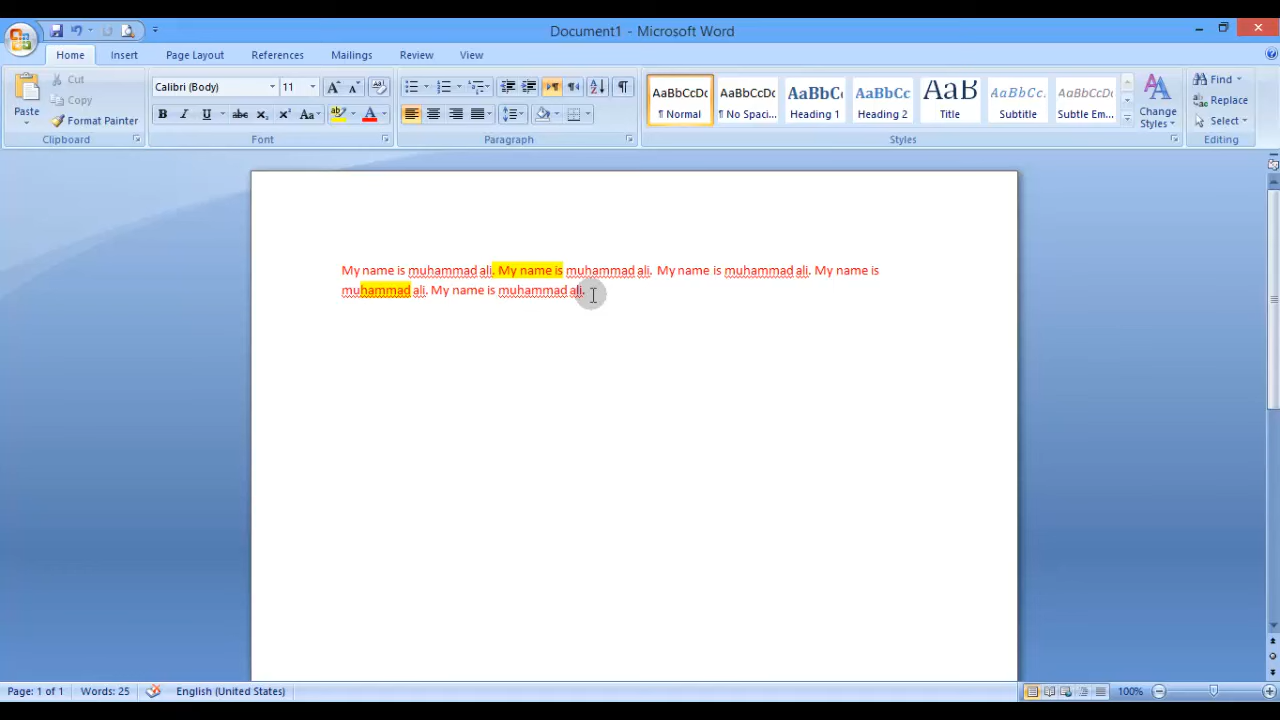 Document1 - Microsoft Word
Home Insert Page Layout References Mailings Review View
Cut
Copy
Format Painter
Paste
Clipboard
Calibri (Body) 11
Font
Paragraph
AaBbCcDc AaBbCcDc AaBbC AaBbCc AaB AaBbCc. AaBbCcDc
¶ Normal ¶ No Spaci... Heading 1 Heading 2 Title Subtitle Subtle Em...
Change Styles
Styles
Find
Replace
Select
Editing
My name is muhammad ali. My name is muhammad ali. My name is muhammad ali. My name is
muhammad ali. My name is muhammad ali.
Page: 1 of 1 Words: 25 English (United States) 100%